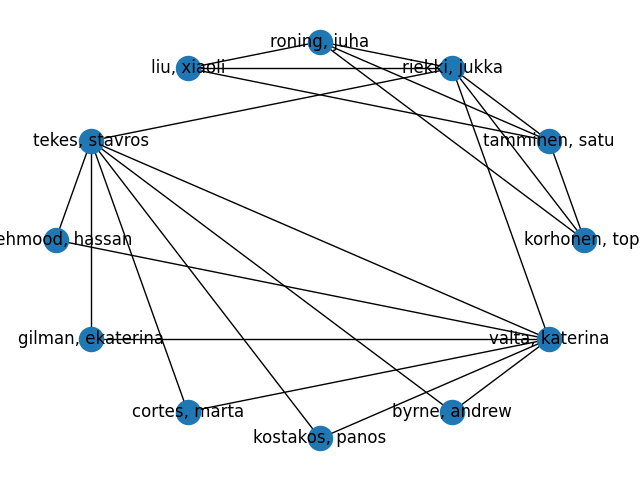 roning, juha
liu, xiaoli
riekki, jukka
tekes, stavros
tamminen, satu
ehmood, hassan
korhonen, top
gilman, ekaterina
valta, katerina
cortes, marta
byrne, andrew
kostakos, panos